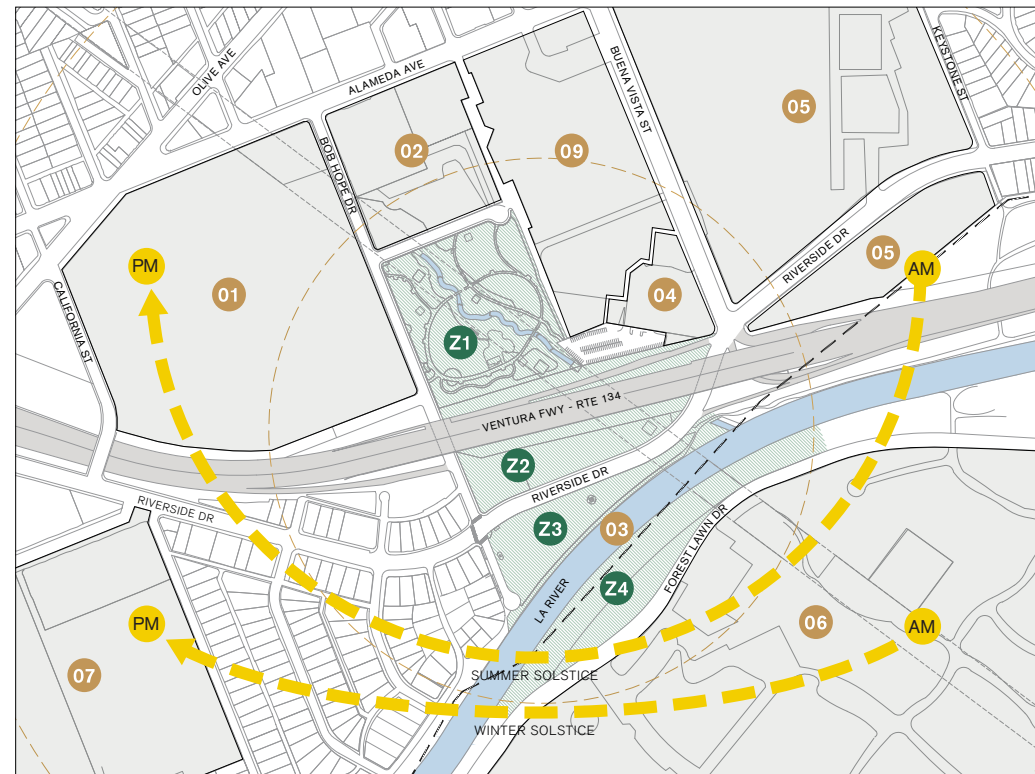 OLIVE AVE
ALAMEDA AVE
BUENA VISTA ST
KEYSTONE ST
05
02
09
BOB HOPE DR
RIVERSIDE DR
05
PM
AM
01
04
CALIFORNIA ST
Z1
VENTURA FWY - RTE 134
Z2
RIVERSIDE DR
RIVERSIDE DR
Z3
03
FOREST LAWN DR
Z4
LA RIVER
PM
06
AM
07
SUMMER SOLSTICE
WINTER SOLSTICE